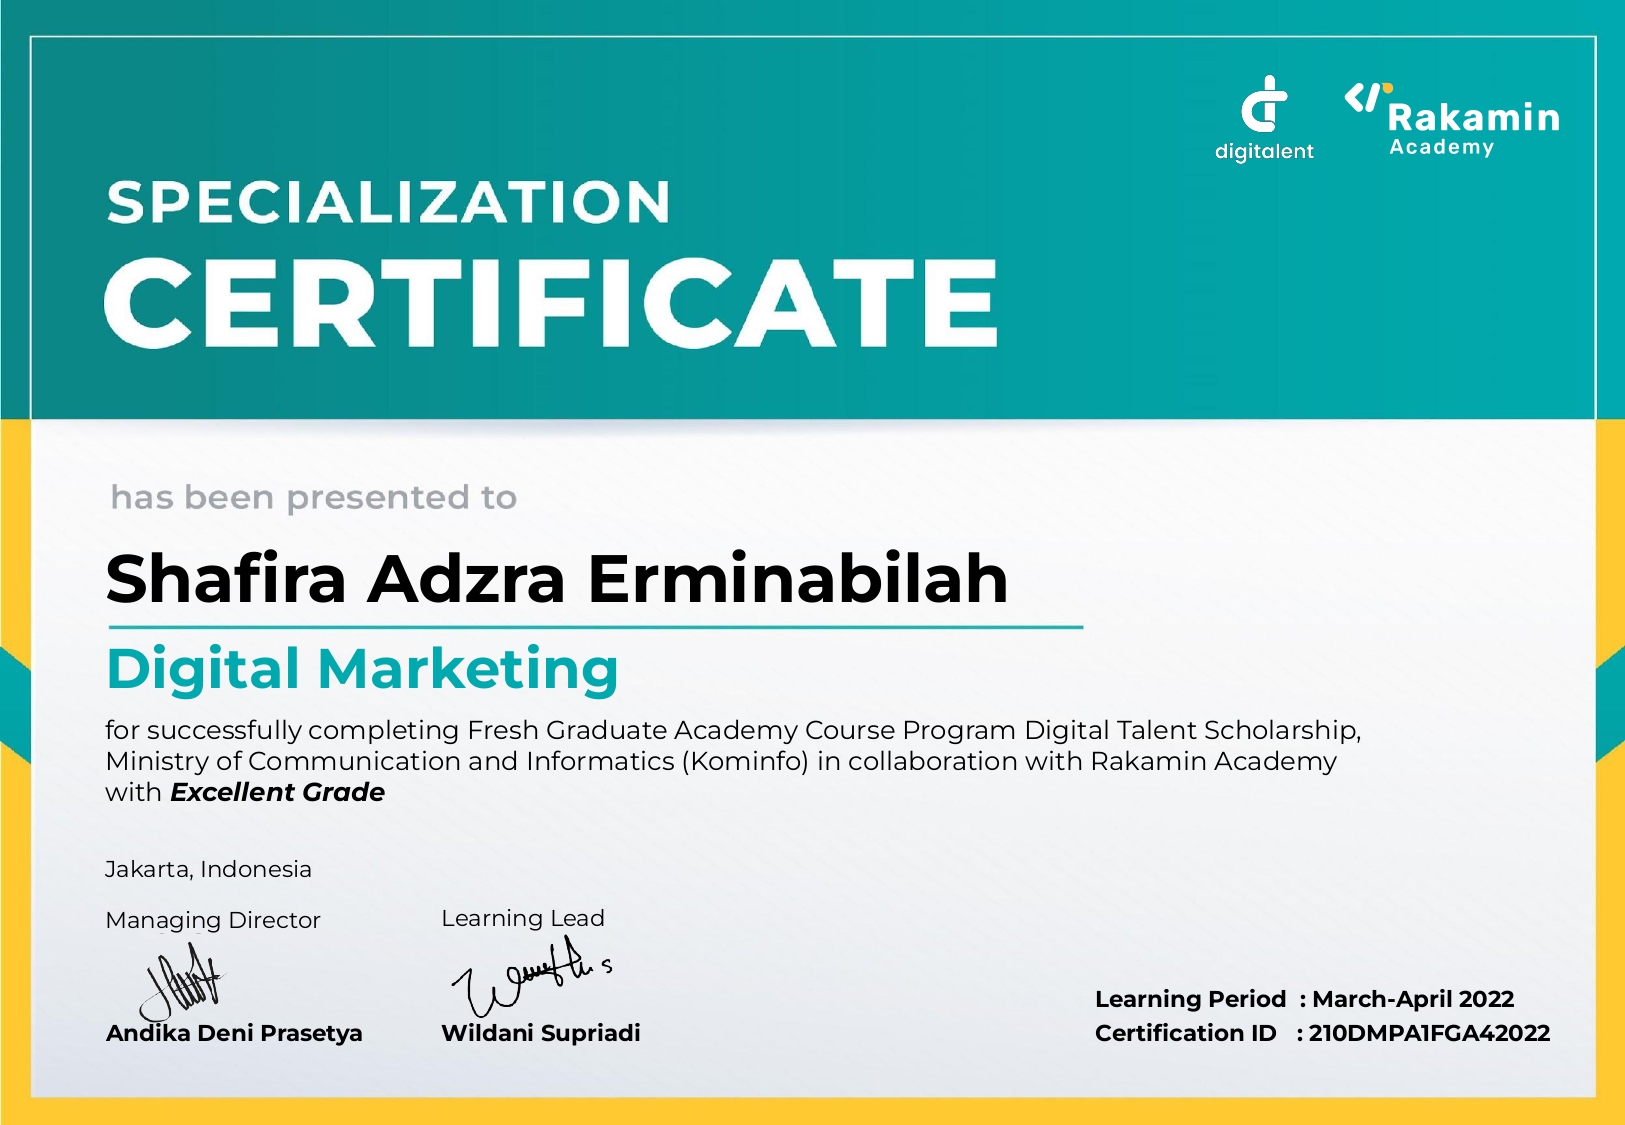 digitalent
Rakamin
Academy
SPECIALIZATION
CERTIFICATE
has been presented to
Shafira Adzra Erminabilah
Digital Marketing
for successfully completing Fresh Graduate Academy Course Program Digital Talent Scholarship,
Ministry of Communication and Informatics (Kominfo) in collaboration with Rakamin Academy
with Excellent Grade
Jakarta, Indonesia
Managing Director
Andika Deni Prasetya
Learning Lead
Wildani Supriadi
Learning Period : March-April 2022
Certification ID : 210DMPA1FGA42022